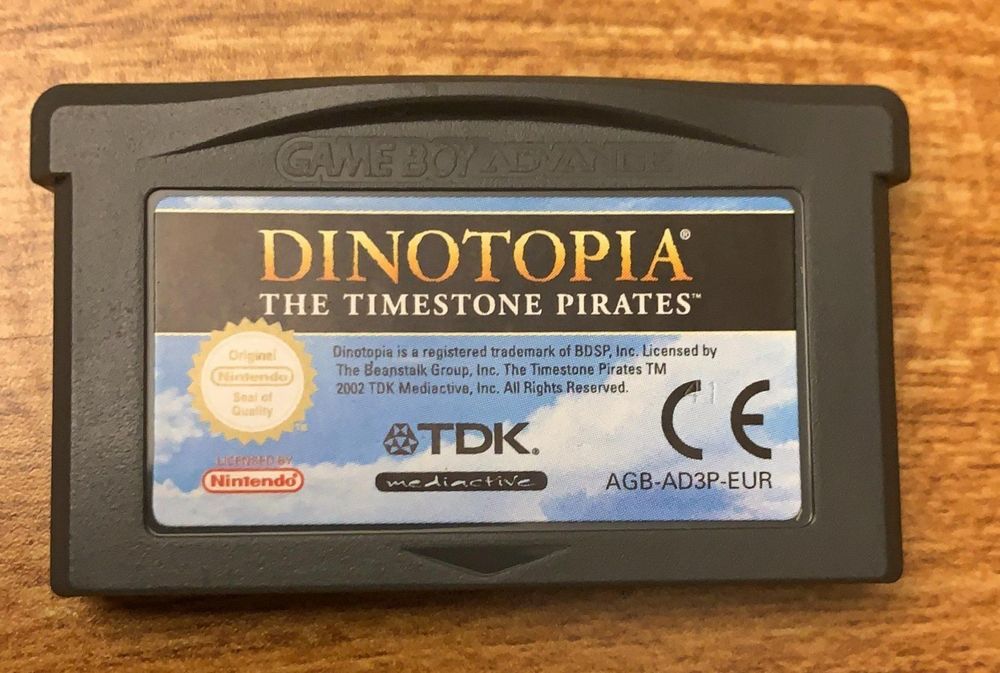 GAME BOY ADVANCE
DINOTOPIA®
THE TIMESTONE PIRATES™
Original
Nintendo
Seal of
Quality
TM
Dinotopia is a registered trademark of BDSP, Inc. Licensed by
The Beanstalk Group, Inc. The Timestone Pirates TM
2002 TDK Mediactive, Inc. All Rights Reserved.
41
CE
TDK®
mediactive
LICENSED BY
Nintendo®
AGB-AD3P-EUR